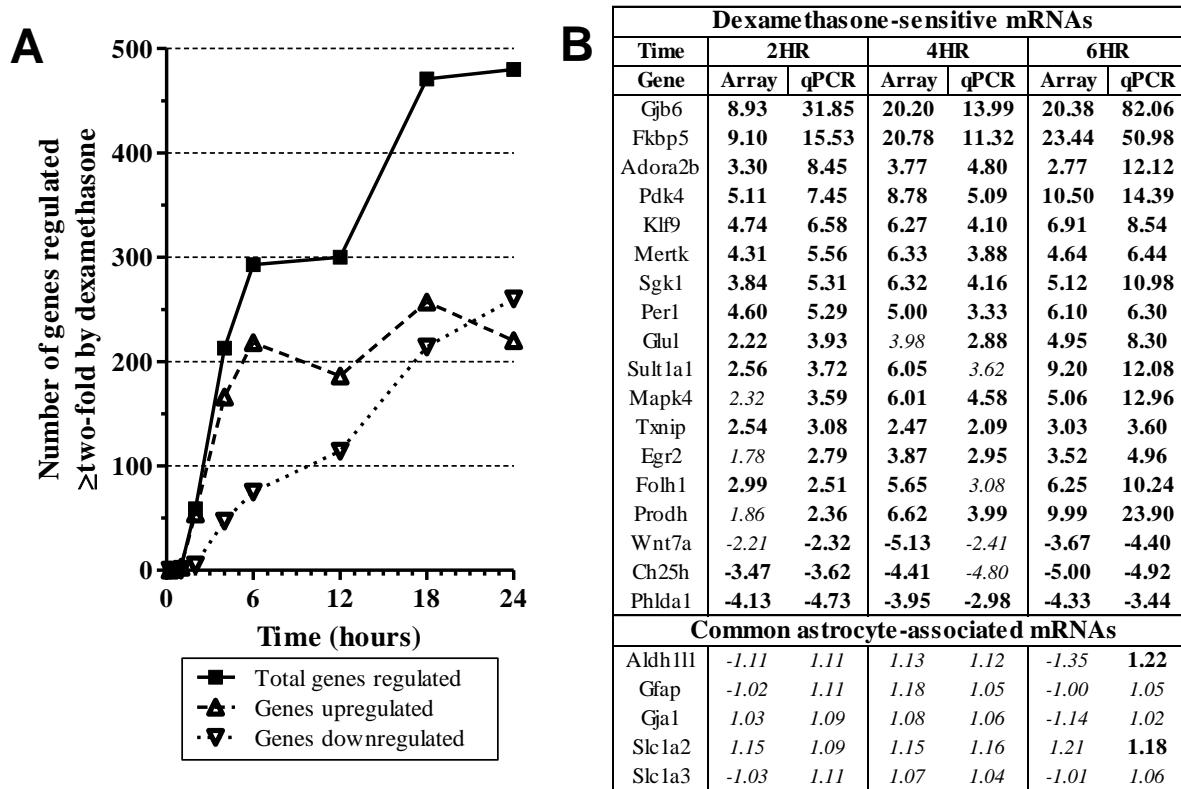 A
Number of genes regulated
≥two-fold by dexamethasone
500
400
300
200
100
0
0 6 12 18 24
Time (hours)
Total genes regulated
Genes upregulated
Genes downregulated
B
Dexamethasone-sensitive mRNAs
Time 2HR 4HR 6HR
Gene Array qPCR Array qPCR Array qPCR
Gjb6 8.93 31.85 20.20 13.99 20.38 82.06
Fkbp5 9.10 15.53 20.78 11.32 23.44 50.98
Adora2b 3.30 8.45 3.77 4.80 2.77 12.12
Pdk4 5.11 7.45 8.78 5.09 10.50 14.39
Klf9 4.74 6.58 6.27 4.10 6.91 8.54
Mertk 4.31 5.56 6.33 3.88 4.64 6.44
Sgk1 3.84 5.31 6.32 4.16 5.12 10.98
Per1 4.60 5.29 5.00 3.33 6.10 6.30
Glul 2.22 3.93 3.98 2.88 4.95 8.30
Sult1a1 2.56 3.72 6.05 3.62 9.20 12.08
Mapk4 2.32 3.59 6.01 4.58 5.06 12.96
Txnip 2.54 3.08 2.47 2.09 3.03 3.60
Egr2 1.78 2.79 3.87 2.95 3.52 4.96
Folh1 2.99 2.51 5.65 3.08 6.25 10.24
Prodh 1.86 2.36 6.62 3.99 9.99 23.90
Wnt7a -2.21 -2.32 -5.13 -2.41 -3.67 -4.40
Ch25h -3.47 -3.62 -4.41 -4.80 -5.00 -4.92
Phlda1 -4.13 -4.73 -3.95 -2.98 -4.33 -3.44
Common astrocyte-associated mRNAs
Aldh1l1 -1.11 1.11 1.13 1.12 -1.35 1.22
Gfap -1.02 1.11 1.18 1.05 -1.00 1.05
Gja1 1.03 1.09 1.08 1.06 -1.14 1.02
Slc1a2 1.15 1.09 1.15 1.16 1.21 1.18
Slc1a3 -1.03 1.11 1.07 1.04 -1.01 1.06